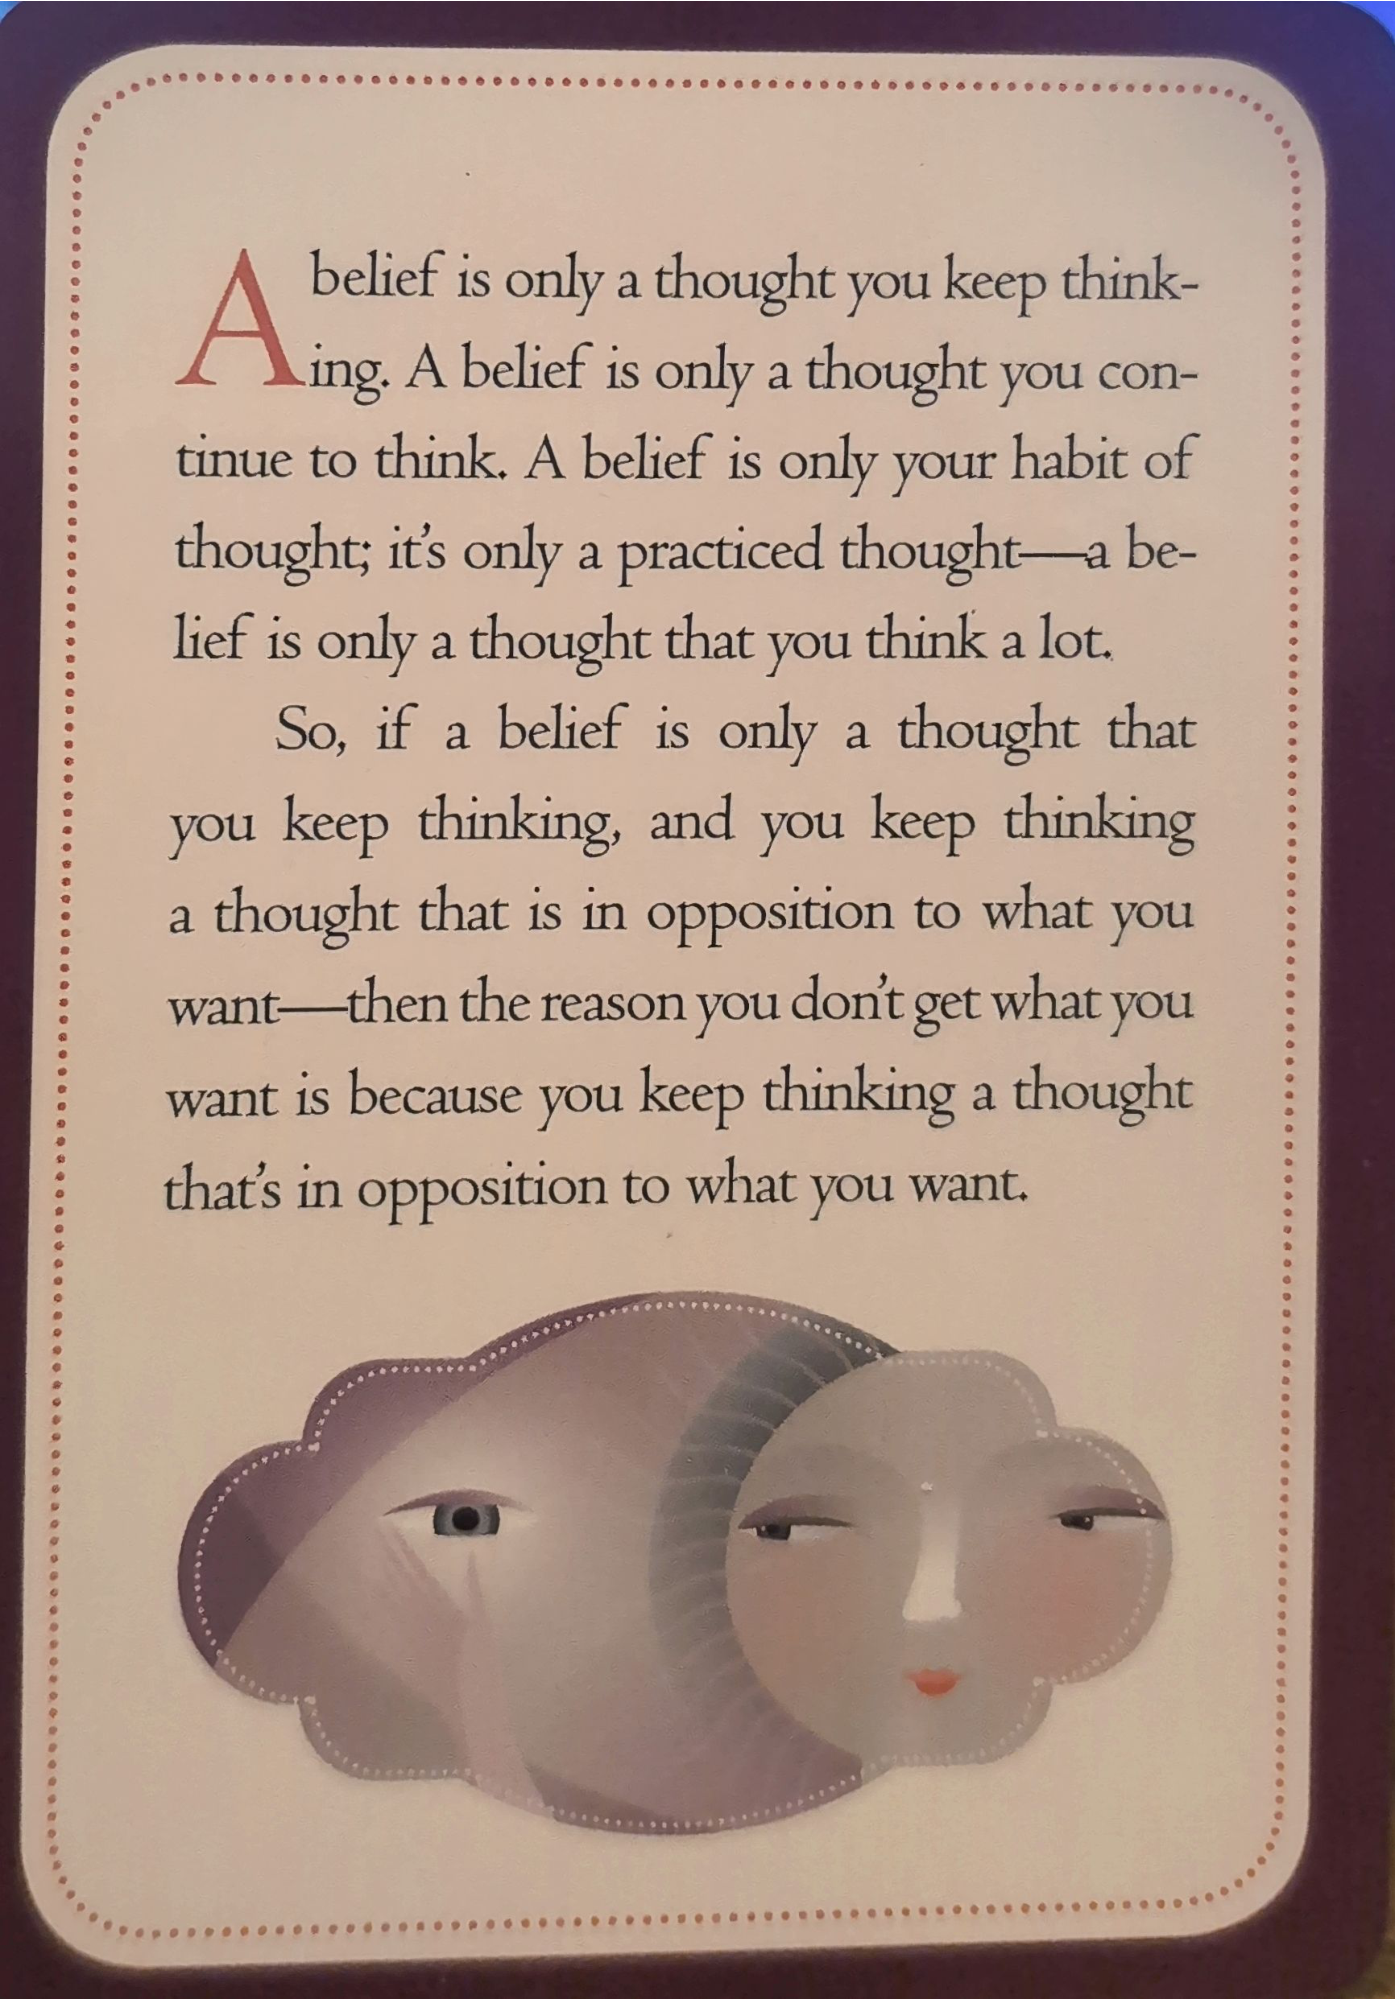 A belief is only a thought you keep think-
ing. A belief is only a thought you con-
tinue to think. A belief is only your habit of
thought; it's only a practiced thought—a be-
lief is only a thought that you think a lot.
So, if a belief is only a thought that
you keep thinking, and you keep thinking
a thought that is in opposition to what you
want—then the reason you don't get what you
want is because you keep thinking a thought
that's in opposition to what you want.